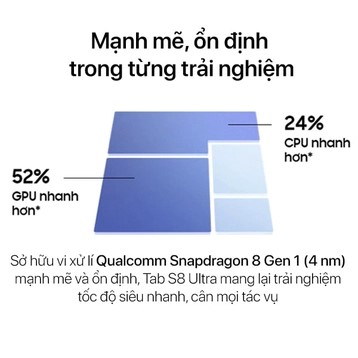 Mạnh mẽ, ổn định
trong từng trải nghiệm
24%
CPU nhanh
hơn*
52%
GPU nhanh
hơn*
Sở hữu vi xử lí Qualcomm Snapdragon 8 Gen 1 (4 nm)
mạnh mẽ và ổn định, Tab S8 Ultra mang lại trải nghiệm
tốc độ siêu nhanh, cân mọi tác vụ